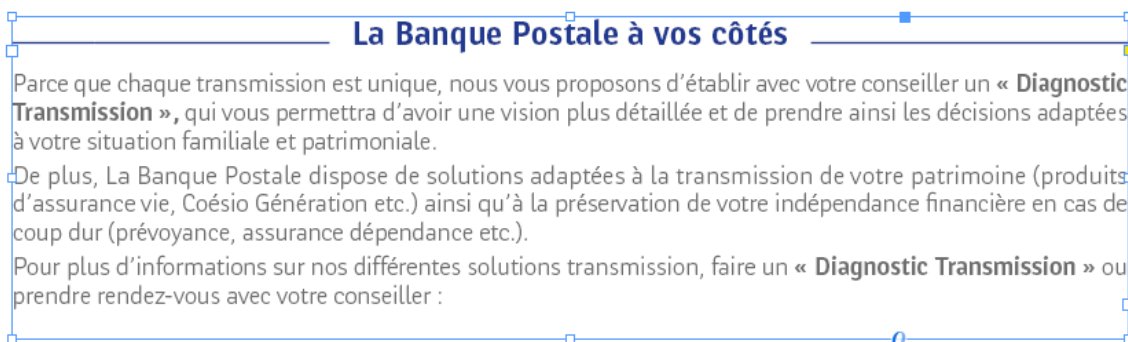 La Banque Postale à vos côtés
Parce que chaque transmission est unique, nous vous proposons d'établir avec votre conseiller un « Diagnostic
Transmission », qui vous permettra d'avoir une vision plus détaillée et de prendre ainsi les décisions adaptées
à votre situation familiale et patrimoniale.
De plus, La Banque Postale dispose de solutions adaptées à la transmission de votre patrimoine (produits
d'assurance vie, Coésio Génération etc.) ainsi qu'à la préservation de votre indépendance financière en cas de
coup dur (prévoyance, assurance dépendance etc.).
Pour plus d'informations sur nos différentes solutions transmission, faire un « Diagnostic Transmission » ou
prendre rendez-vous avec votre conseiller :